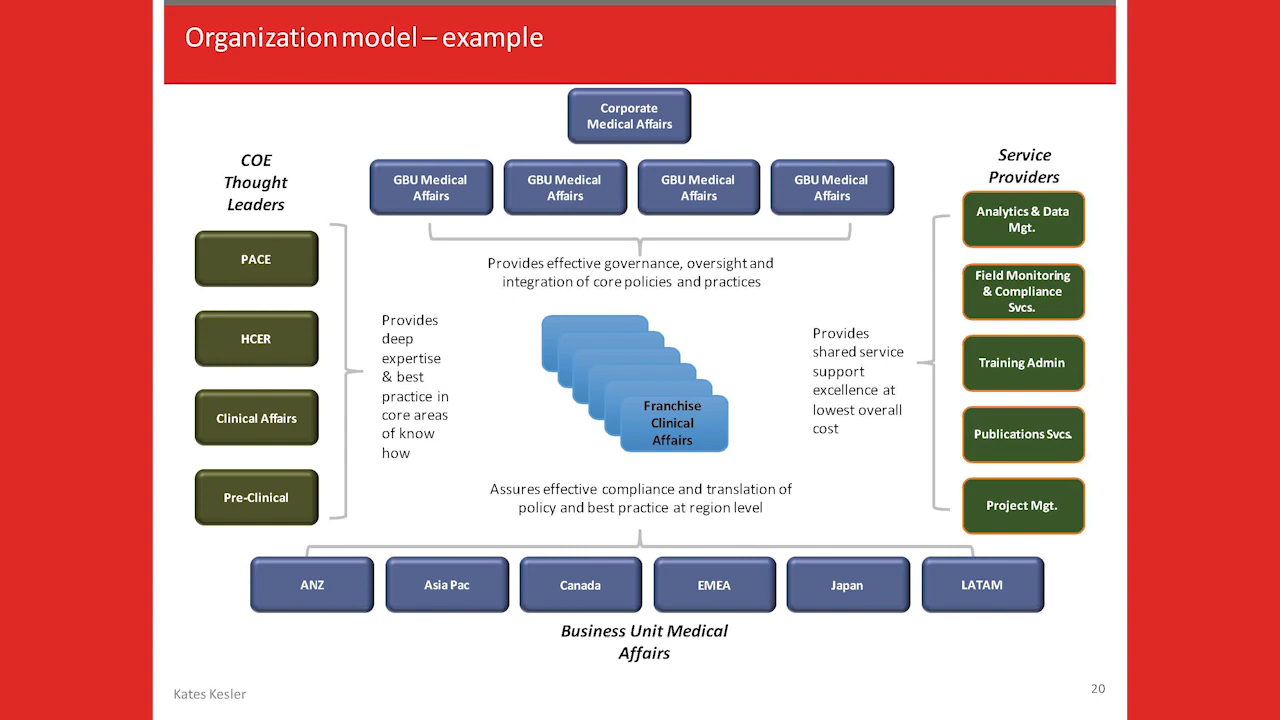 Organization model – example
Corporate
Medical Affairs
COE
Thought
Leaders
GBU Medical
Affairs
GBU Medical
Affairs
GBU Medical
Affairs
GBU Medical
Affairs
Service
Providers
PACE
HCER
Clinical Affairs
Pre-Clinical
Provides effective governance, oversight and
integration of core policies and practices
Provides
deep
expertise
& best
practice in
core areas
of know
how
Franchise
Clinical
Affairs
Provides
shared service
support
excellence at
lowest overall
cost
Analytics & Data
Mgt.
Field Monitoring
& Compliance
Svcs.
Training Admin
Publications Svcs.
Project Mgt.
Assures effective compliance and translation of
policy and best practice at region level
ANZ
Asia Pac
Canada
EMEA
Japan
LATAM
Business Unit Medical
Affairs
Kates Kesler
20